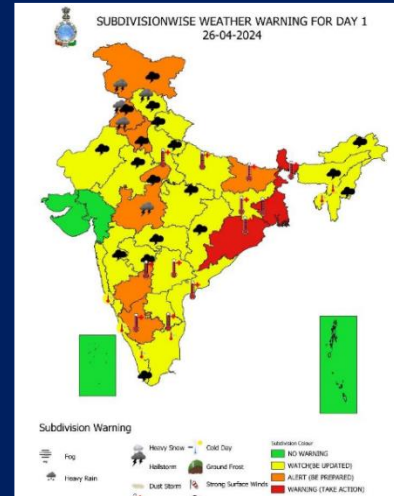 SUBDIVISIONWISE WEATHER WARNING FOR DAY 1
26-04-2024
Subdivision Warning
Fog
Heavy Rain
Heavy Snow
Hailstorm
Dust Storm
Cold Day
Ground Frost
Strong Surface Winds
Subdivision Colour
NO WARNING
WATCH(BE UPDATED)
ALERT (BE PREPARED)
WARNING (TAKE ACTION)